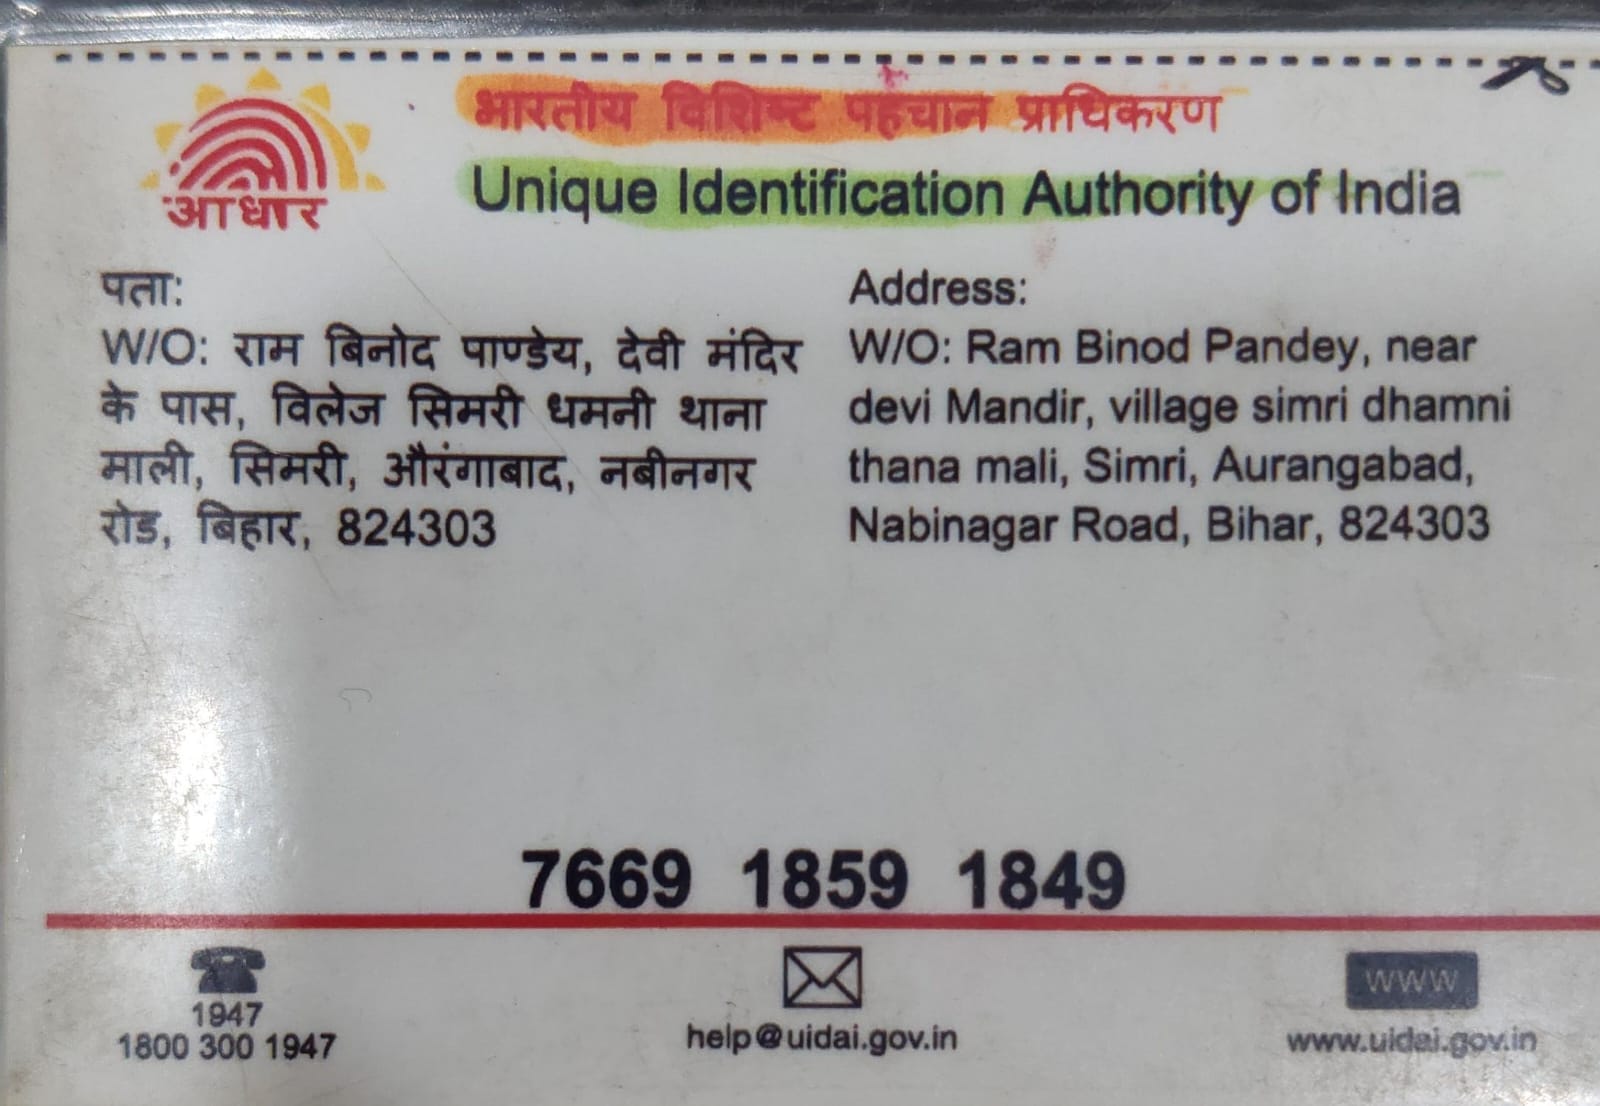 भारतीय विशिष्ट पहचान प्राधिकरण
Unique Identification Authority of India
आधार
पता:
W/O: राम बिनोद पाण्डेय, देवी मंदिर
के पास, विलेज सिमरी धमनी थाना
माली, सिमरी, औरंगाबाद, नबीनगर
रोड, बिहार, 824303
Address:
W/O: Ram Binod Pandey, near
devi Mandir, village simri dhamni
thana mali, Simri, Aurangabad,
Nabinagar Road, Bihar, 824303
7669 1859 1849
1947
1800 300 1947
help@uidai.gov.in
www
www.uidai.gov.in